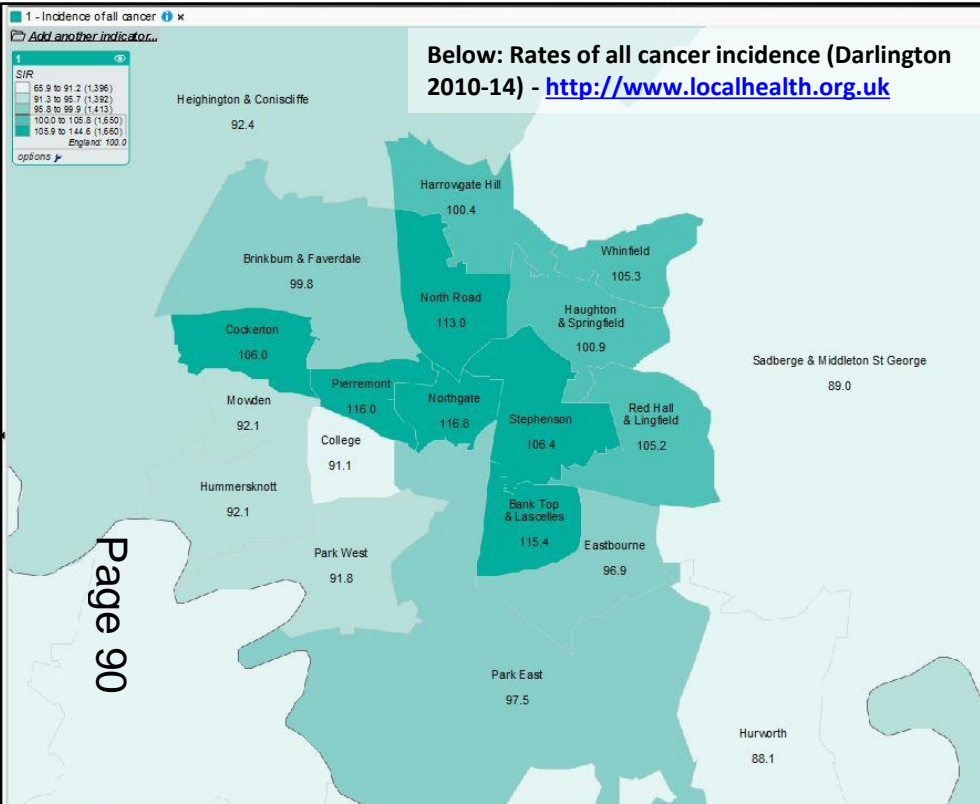 1 - Incidence of all cancer
Add another indicator...
1
SIR
65.9 to 91.2 (1,396)
91.3 to 95.7 (1,392)
95.8 to 99.9 (1,413)
100.0 to 105.8 (1,650)
105.9 to 144.6 (1,660)
England: 100.0
options
Below: Rates of all cancer incidence (Darlington
2010-14) - http://www.localhealth.org.uk
Heighington & Coniscliffe
92.4
Harrowgate Hill
100.4
Whinfield
105.3
Brinkburn & Faverdale
99.8
North Road
113.0
Haughton
& Springfield
100.9
Cockerton
106.0
Sadberge & Middleton St George
89.0
Pierremont
116.0
Northgate
116.8
Stephenson
106.4
Red Hall
& Lingfield
105.2
Mowden
92.1
College
91.1
Hummersknott
92.1
Bank Top
& Lascelles
115.4
Eastbourne
96.9
Park West
91.8
Page 90
Park East
97.5
Hurworth
88.1